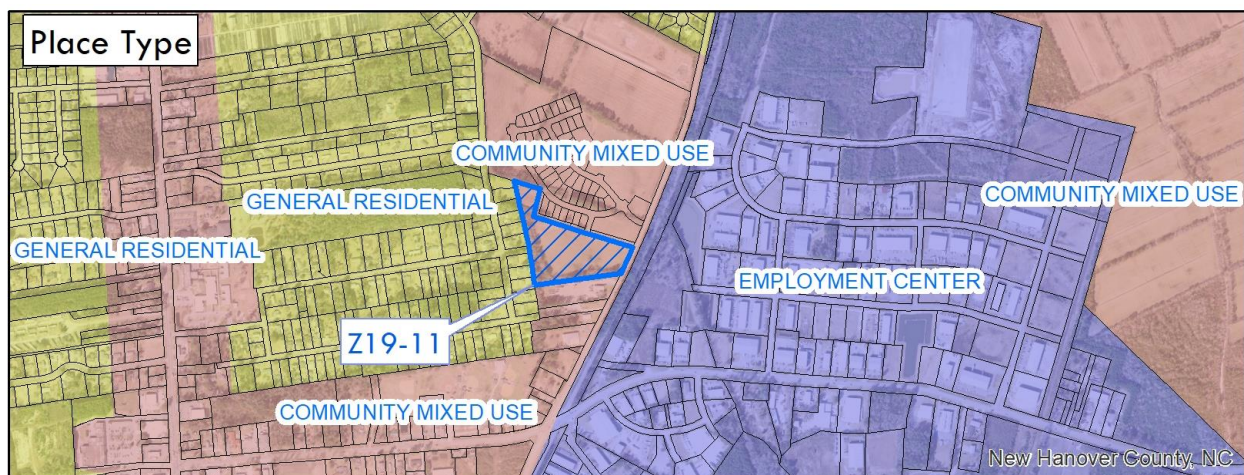 Place Type
COMMUNITY MIXED USE
COMMUNITY MIXED USE
GENERAL RESIDENTIAL
GENERAL RESIDENTIAL
EMPLOYMENT CENTER
Z19-11
COMMUNITY MIXED USE
New Hanover County, NC